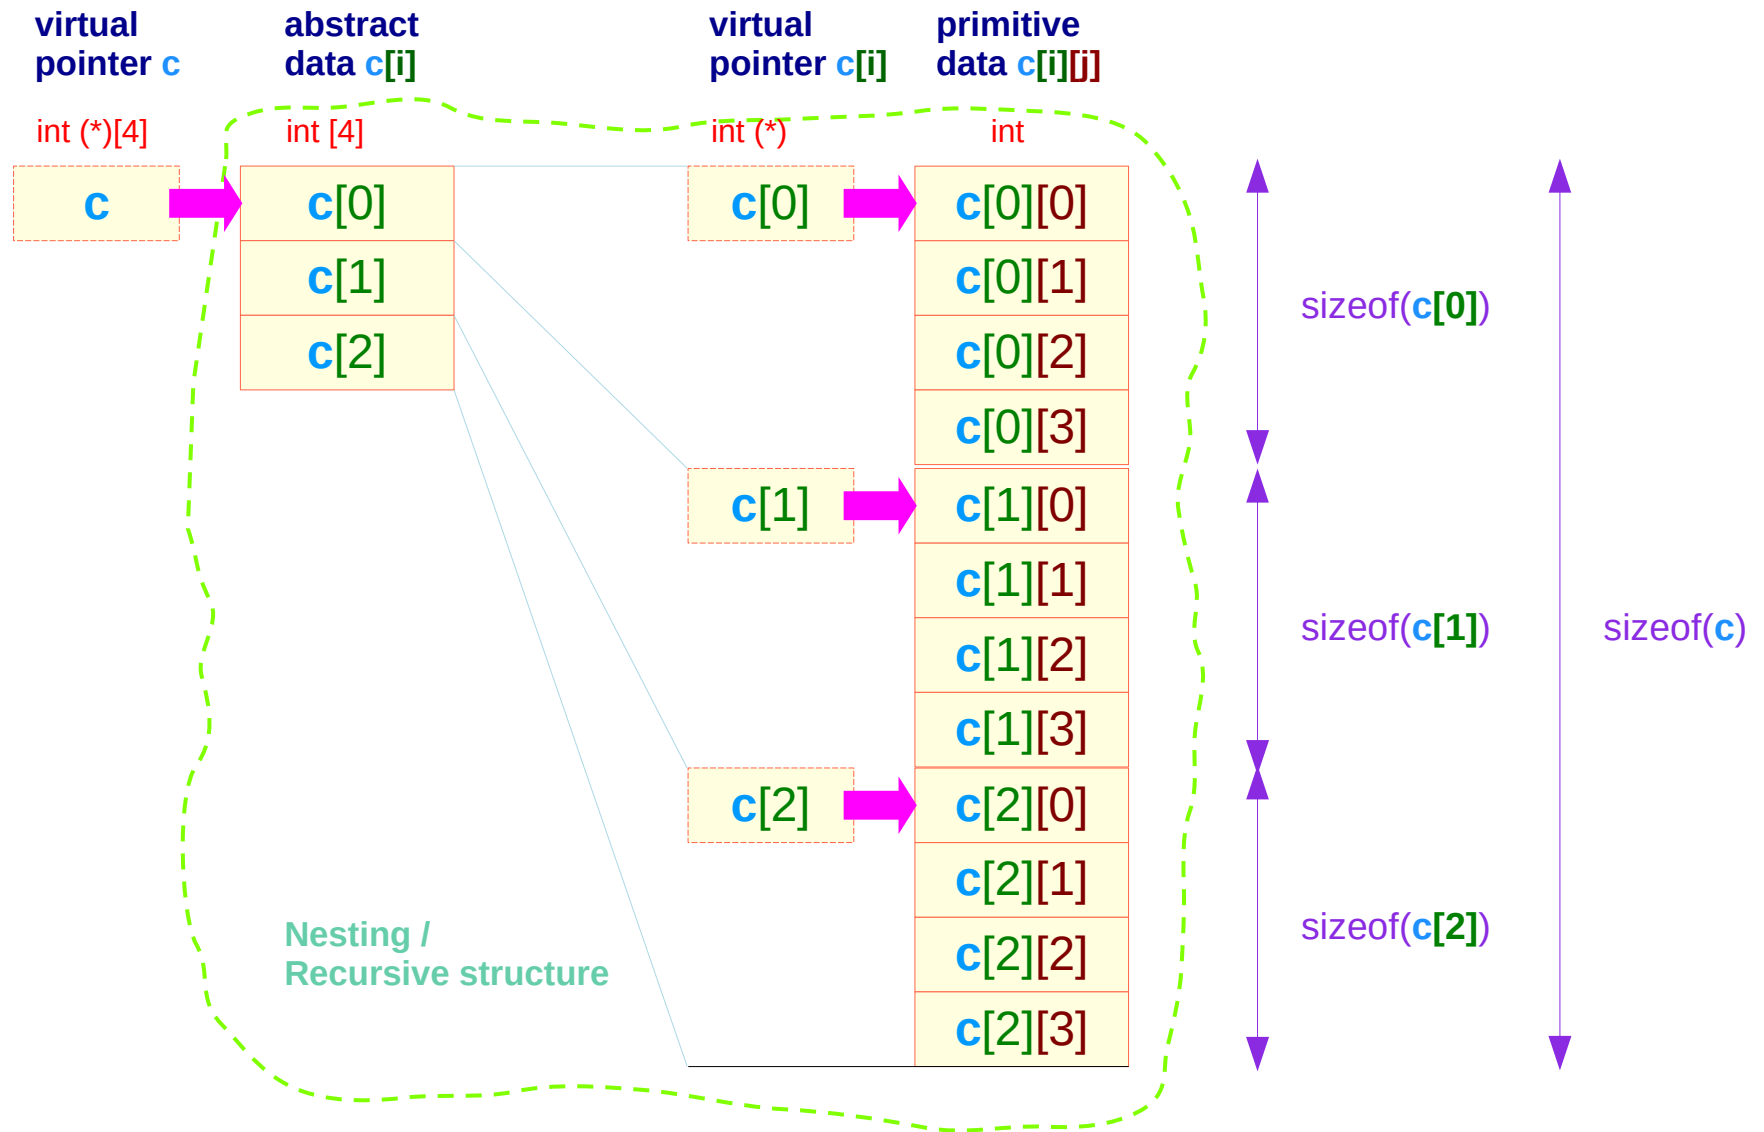 virtual
pointer c
abstract
data c[i]
virtual
pointer c[i]
primitive
data c[i][j]
int (*)[4]
int [4]
int (*)
int
c
c[0]
c[0]
c[0][0]
c[1]
c[0][1]
sizeof(c[0])
c[2]
c[0][2]
c[0][3]
c[1]
c[1][0]
c[1][1]
sizeof(c[1])
sizeof(c)
c[1][2]
c[1][3]
c[2]
c[2][0]
c[2][1]
Nesting /
Recursive structure
sizeof(c[2])
c[2][2]
c[2][3]